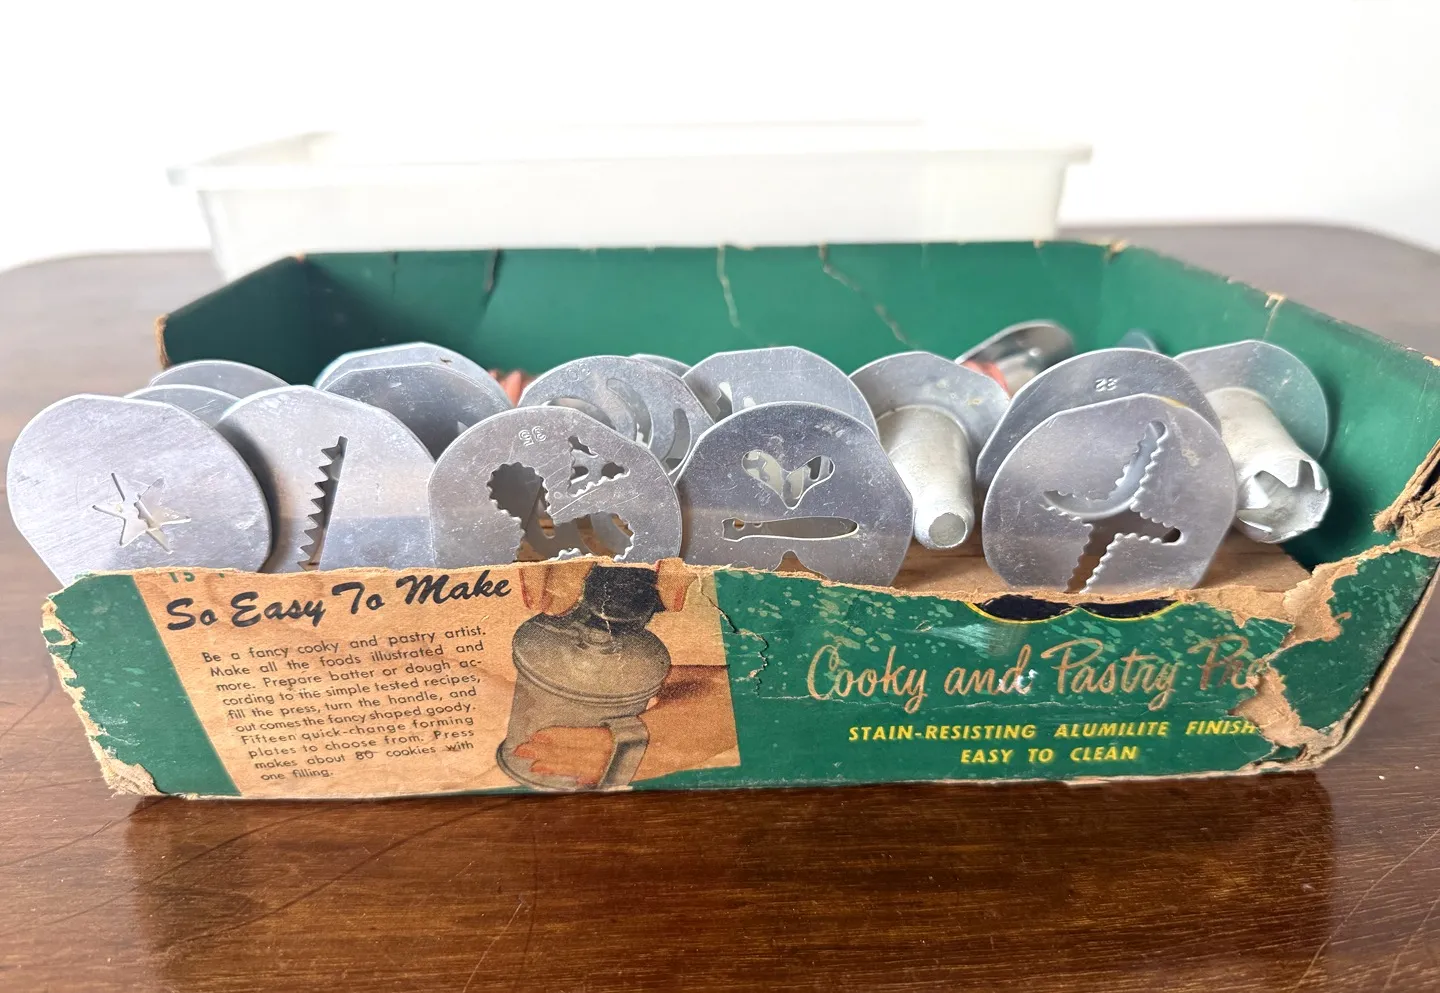 So Easy To Make
Be a fancy cooky and pastry artist.
Make all the foods illustrated and
more. Prepare batter or dough ac-
cording to the simple tested recipes,
fill the press, turn the handle, and
out comes the fancy shaped goody.
Fifteen quick-change forming
plates to choose from. Press
makes about 80 cookies with
one filling.
Cooky and Pastry
STAIN-RESISTING ALUMILITE FINISH
EASY TO CLEAN